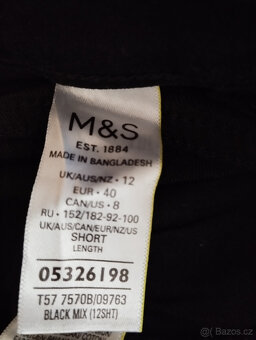 M&S
EST. 1884
MADE IN BANGLADESH
UK/AUS/NZ • 12
EUR • 40
CAN/US • 8
RU • 152/182-92-100
UK/AUS/CAN/EUR/NZ/US
SHORT
LENGTH
05326198
T57 7570B/09763
BLACK MIX (12SHT)
sbazar.cz